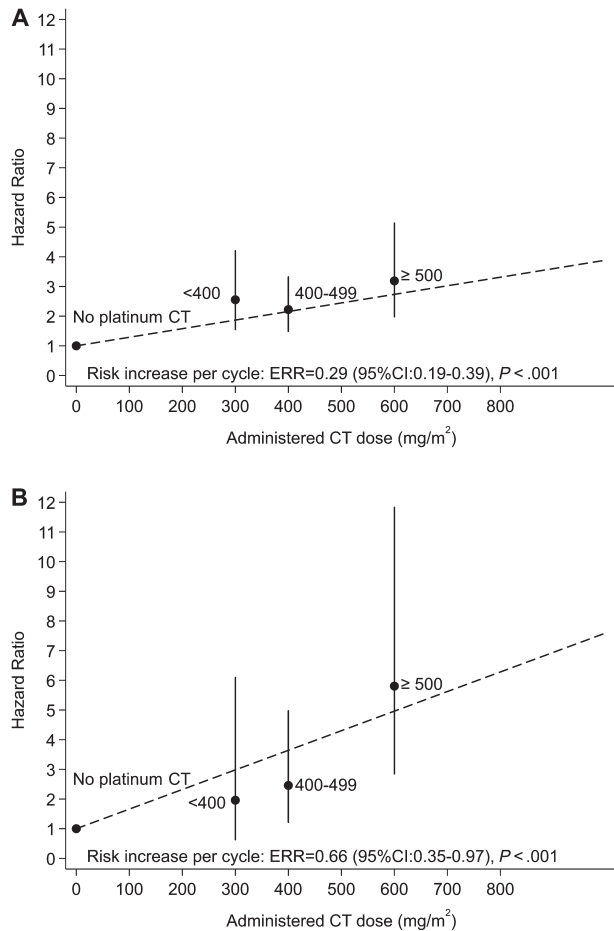 A
12
11
10
9
8
7
6
5
4
3
2
1
0
Hazard Ratio
<400
400-499
≥ 500
No platinum CT
Risk increase per cycle: ERR=0.29 (95%CI:0.19-0.39), P < .001
0 100 200 300 400 500 600 700 800
Administered CT dose (mg/m²)
B
12
11
10
9
8
7
6
5
4
3
2
1
0
Hazard Ratio
≥ 500
No platinum CT
400-499
<400
Risk increase per cycle: ERR=0.66 (95%CI:0.35-0.97), P < .001
0 100 200 300 400 500 600 700 800
Administered CT dose (mg/m²)